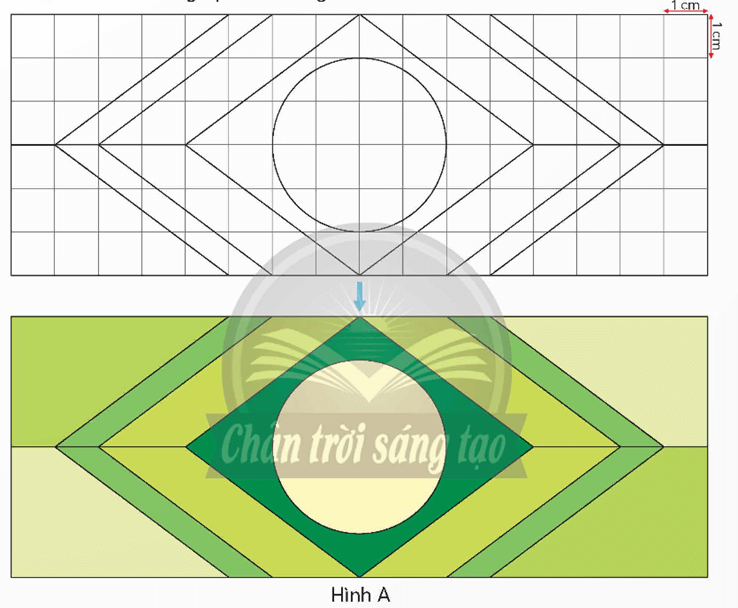 1 cm
1 cm
Chân trời sáng tạo
Hình A